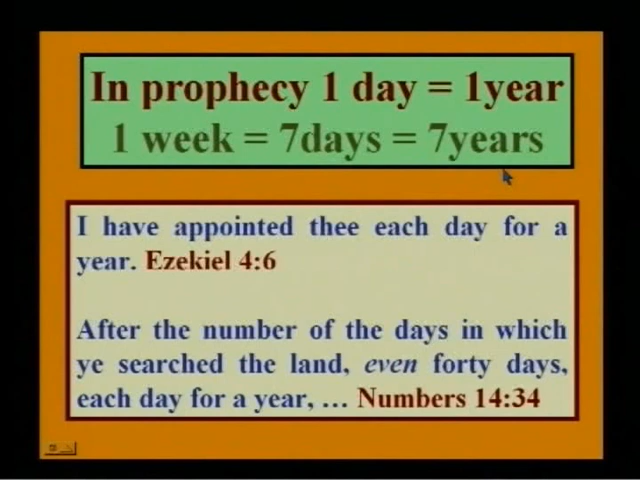 In prophecy 1 day = 1year
1 week = 7days = 7years
I have appointed thee each day for a
year. Ezekiel 4:6
After the number of the days in which
ye searched the land, even forty days,
each day for a year, … Numbers 14:34